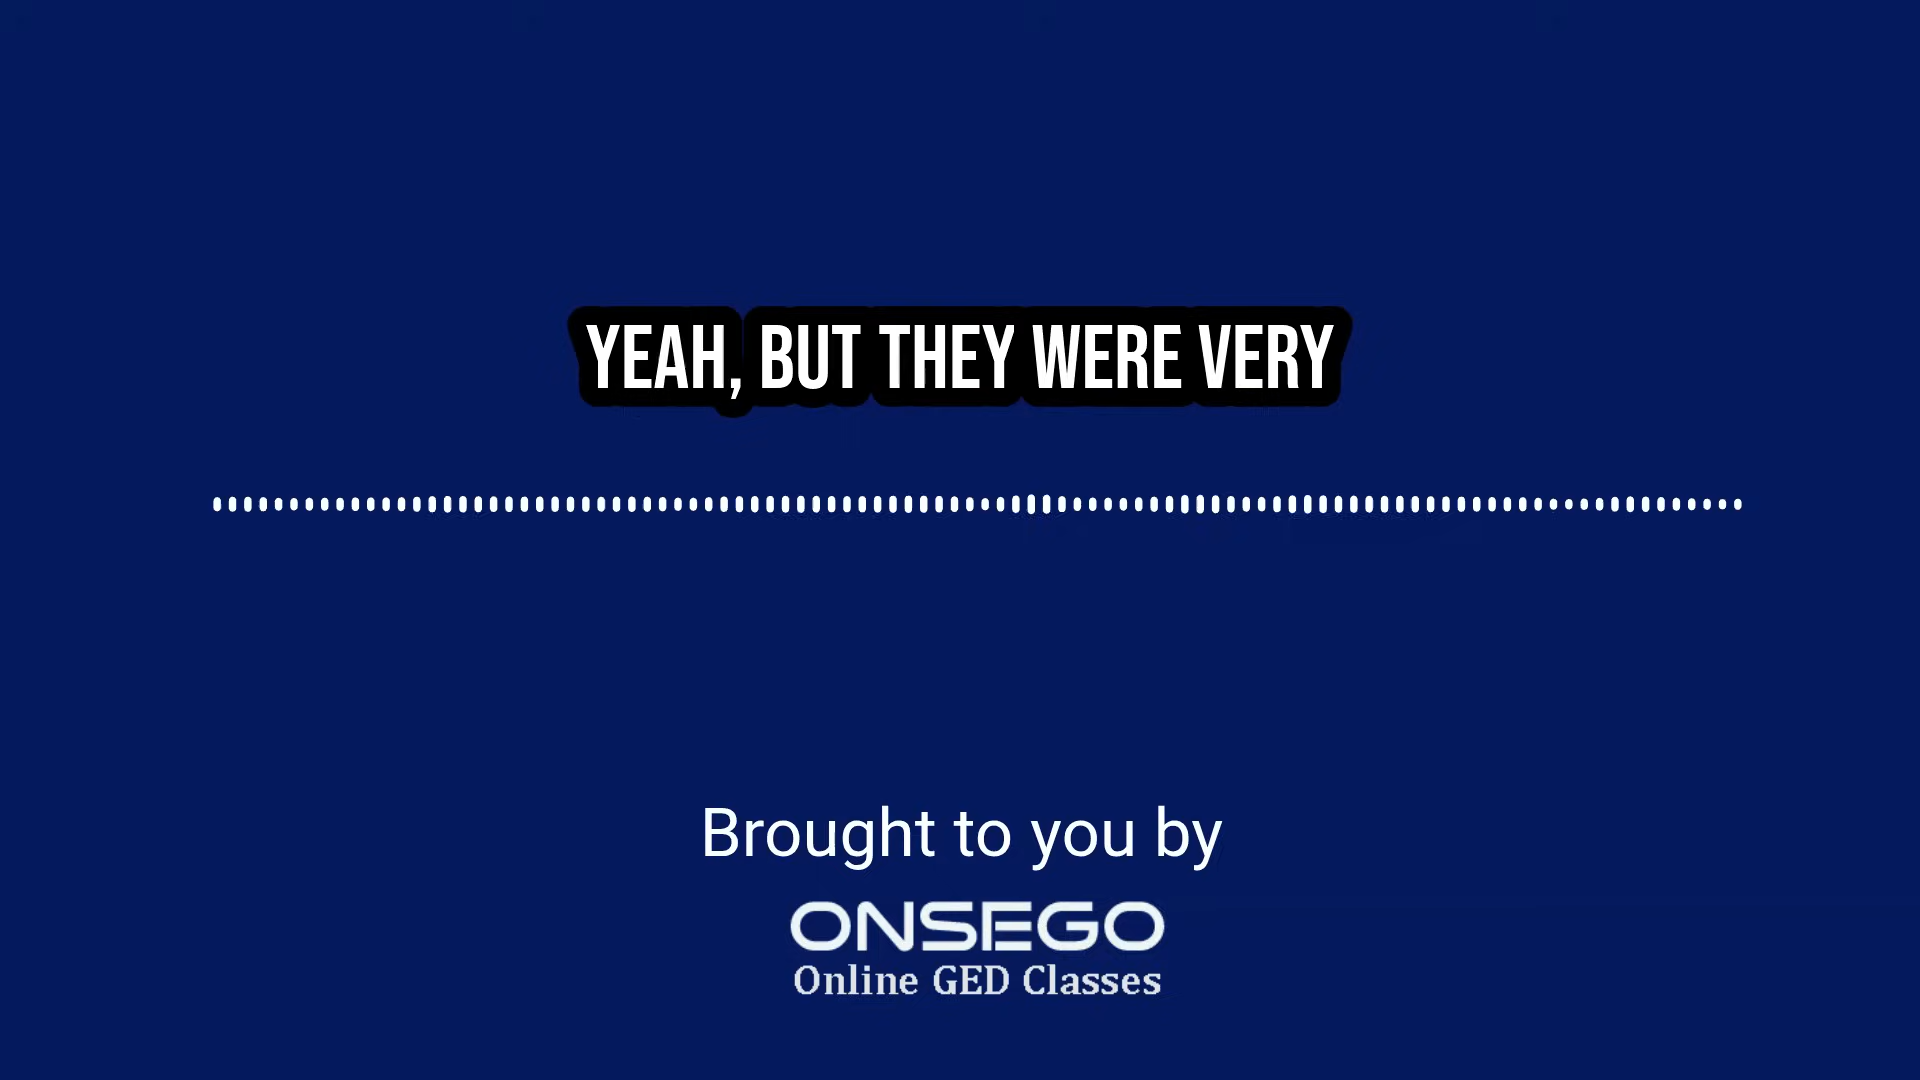 YEAH, BUT THEY WERE VERY
Brought to you by
ONSEGO
Online GED Classes